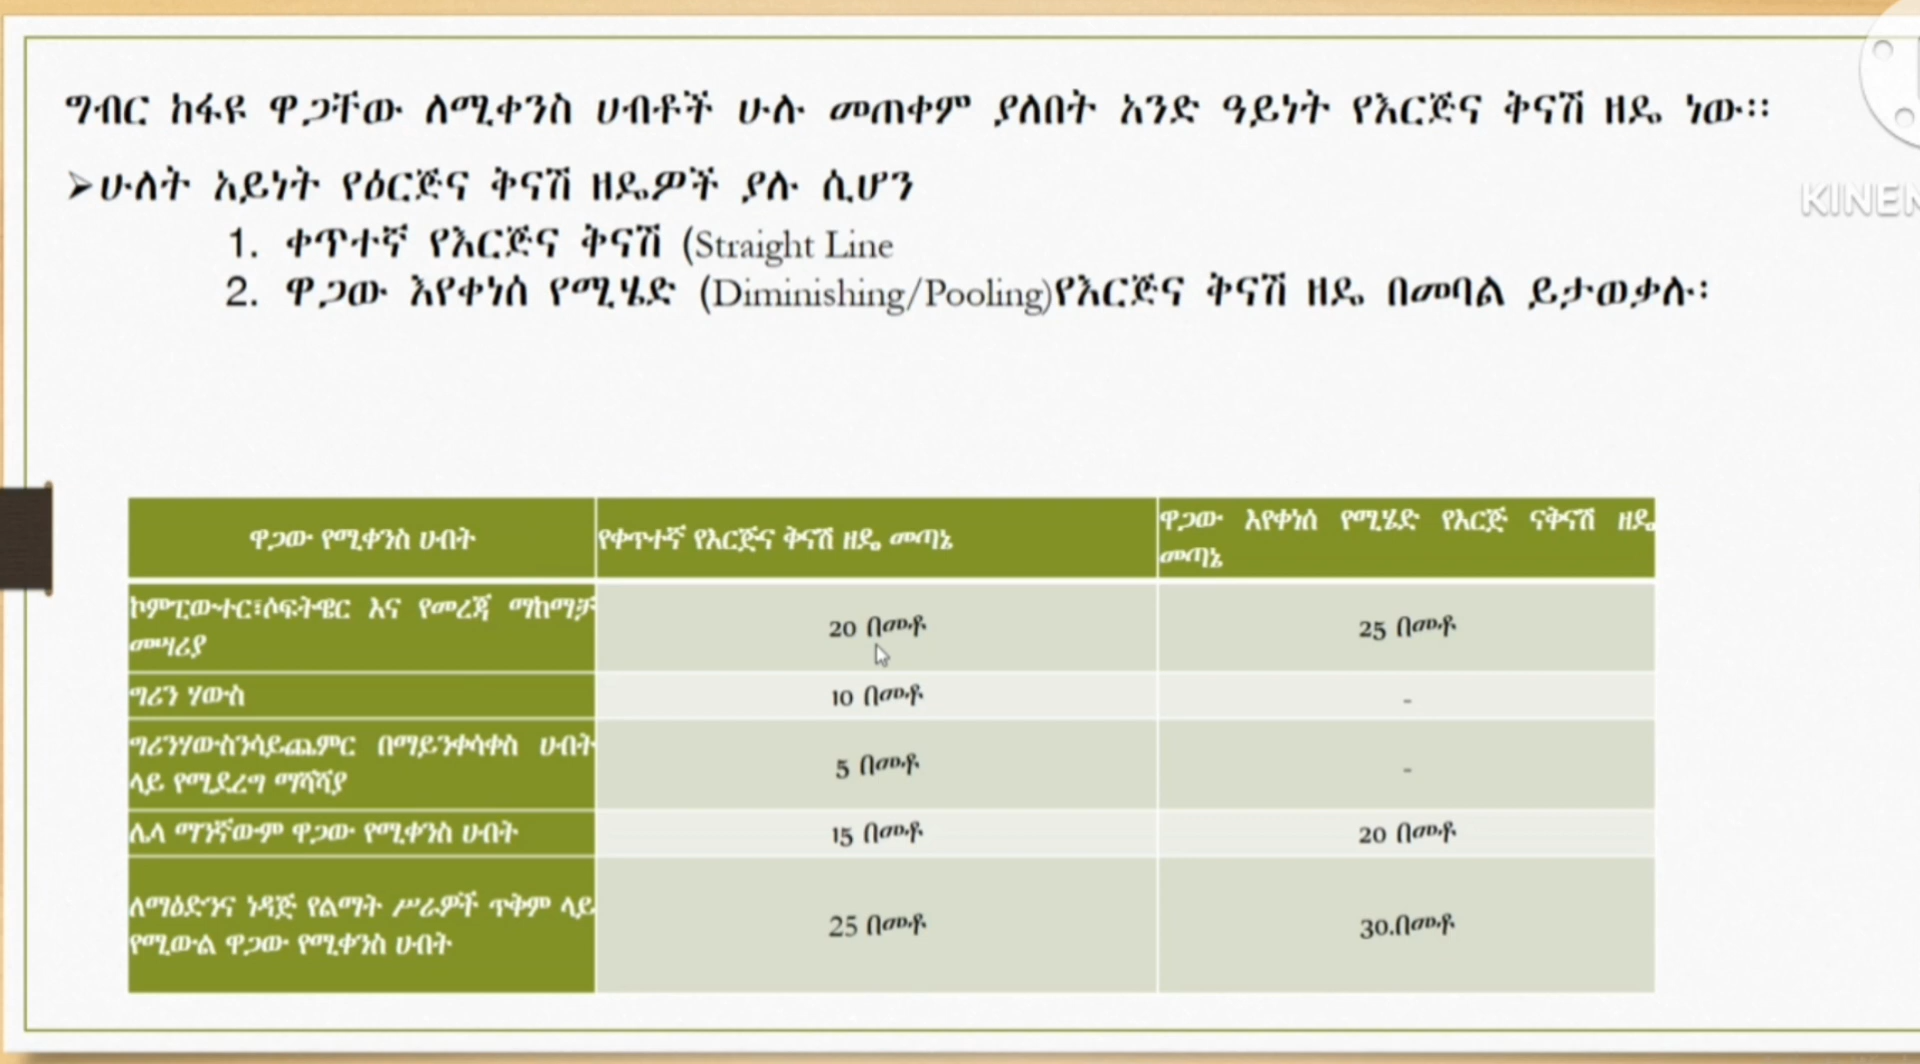 ግብር ከፋዩ ዋጋቸው ለሚቀንስ ሀብቶች ሁሉ መጠቀም ያለበት አንድ ዓይነት የእርጅና ቅናሽ ዘዴ ነው፡፡
➢ሁለት አይነት የዕርጅና ቅናሽ ዘዴዎች ያሉ ሲሆን
1. ቀጥተኛ የእርጅና ቅናሽ (Straight Line
2. ዋጋው እየቀነሰ የሚሄድ (Diminishing/Pooling)የእርጅና ቅናሽ ዘዴ በመባል ይታወቃሉ፡
KINEM
ዋጋው የሚቀንስ ሀብት
የቀጥተኛ የእርጅና ቅናሽ ዘዴ መጣኔ
ዋጋው እየቀነሰ የሚሄድ የእርጅ ናቅናሽ ዘዴ
መጣኔ
ኮምፒውተር፣ሶፍትዌር እና የመረጃ ማከማቻ
መሣሪያ
20 በመቶ
25 በመቶ
ግሪን ሃውስ
10 በመቶ
-
ግሪንሃውስንሳይጨምር በማይንቀሳቀስ ሀብት
ላይ የሚደረግ ማሻሻያ
5 በመቶ
-
ሌላ ማንኛውም ዋጋው የሚቀንስ ሀብት
15 በመቶ
20 በመቶ
ለማዕድንና ነዳጅ የልማት ሥራዎች ጥቅም ላይ
የሚውል ዋጋው የሚቀንስ ሀብት
25 በመቶ
30.በመቶ